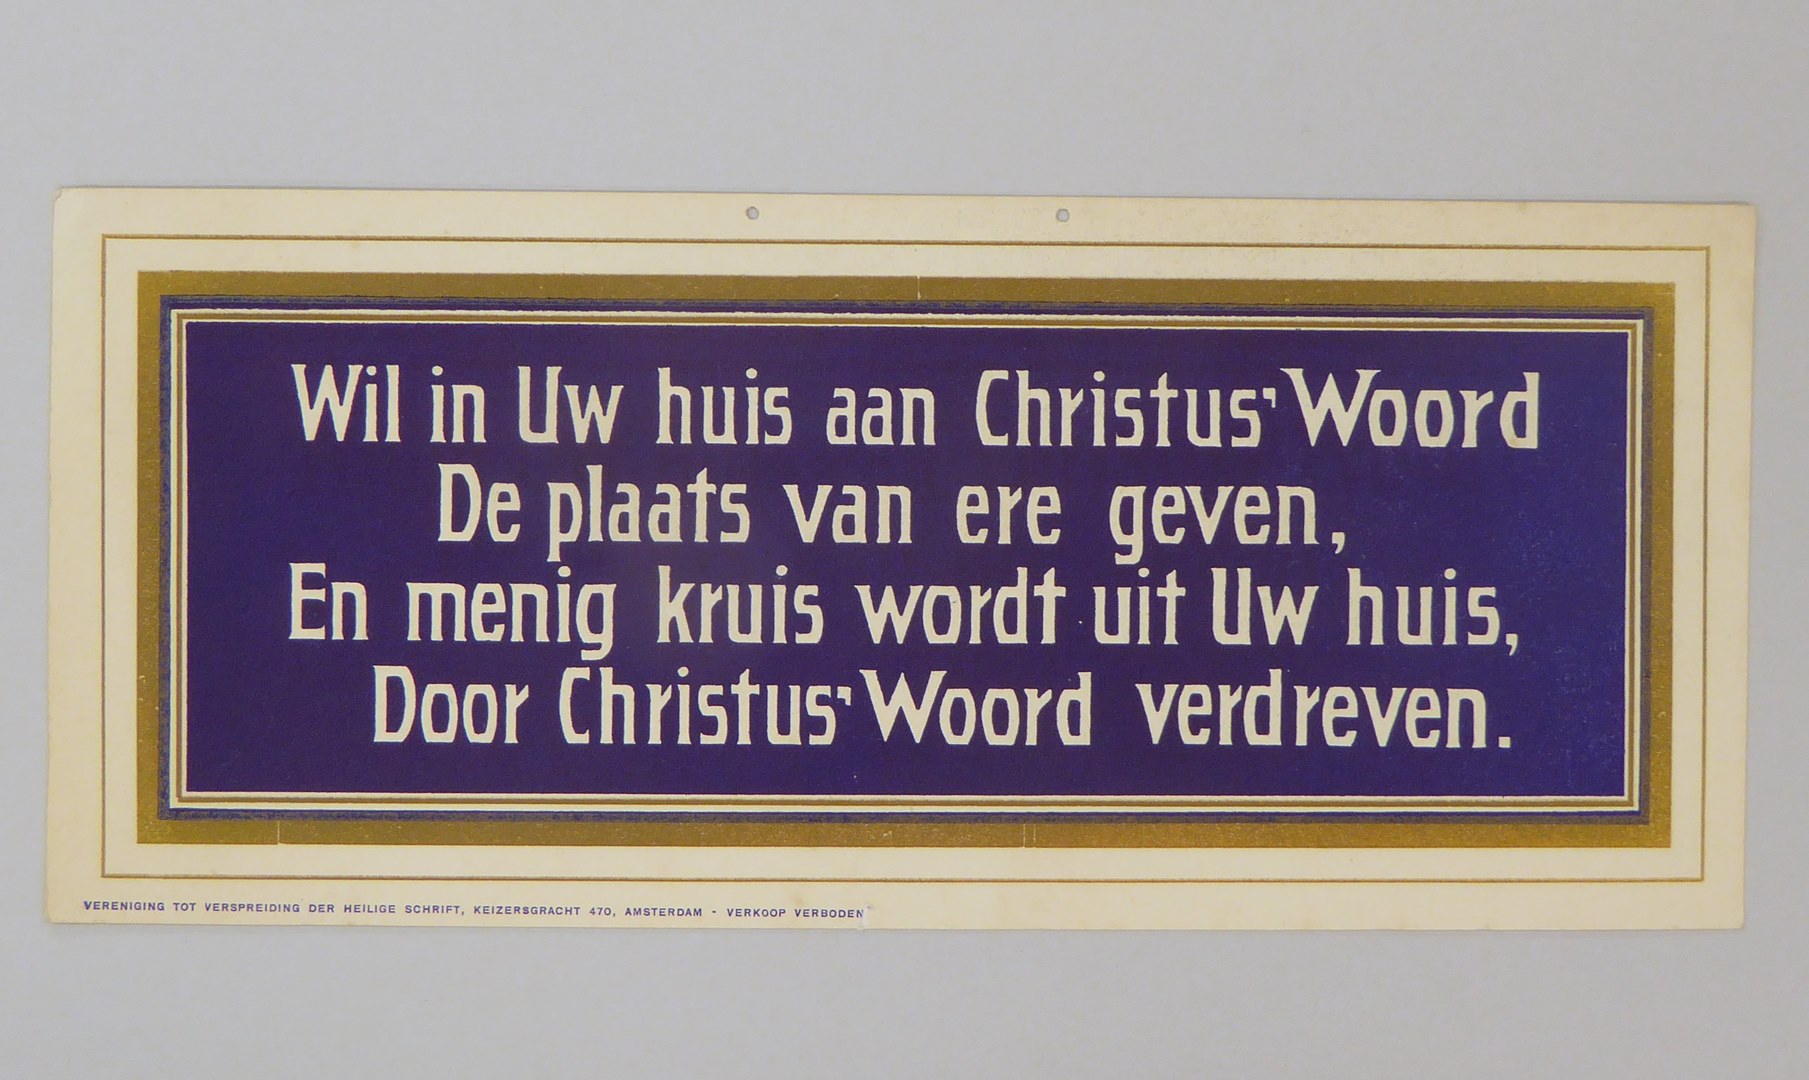 Wil in Uw huis aan Christus' Woord
De plaats van ere geven,
En menig kruis wordt uit Uw huis,
Door Christus' Woord verdreven.
VERENIGING TOT VERSPREIDING DER HEILIGE SCHRIFT, KEIZERSGRACHT 470, AMSTERDAM - VERKOOP VERBODEN